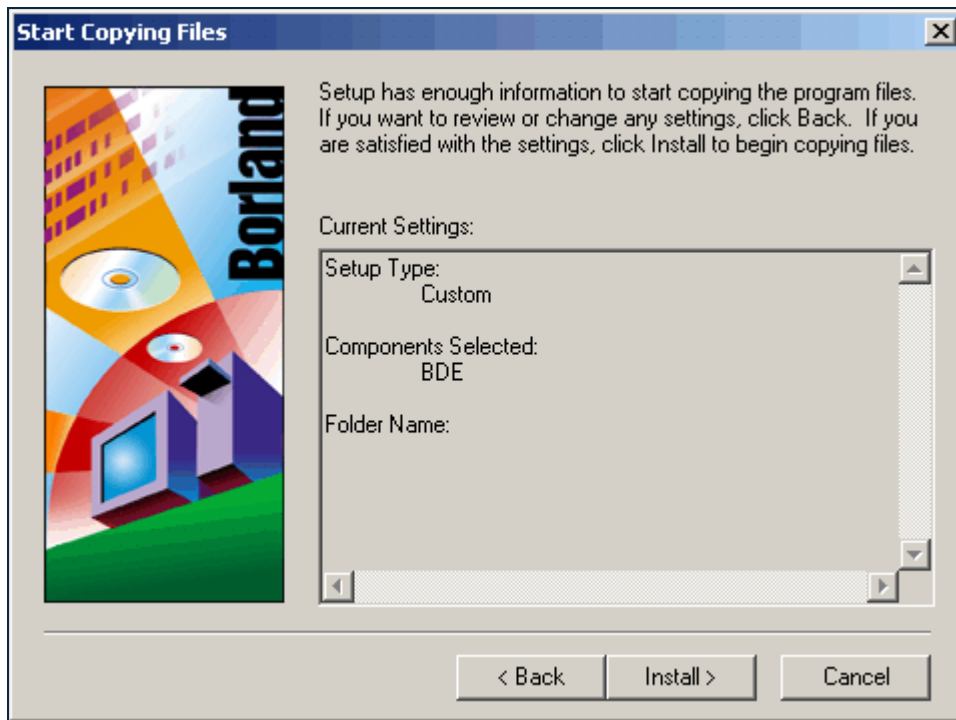 Start Copying Files
Borland
Setup has enough information to start copying the program files.
If you want to review or change any settings, click Back. If you
are satisfied with the settings, click Install to begin copying files.
Current Settings:
Setup Type:
Custom
Components Selected:
BDE
Folder Name:
< Back
Install >
Cancel